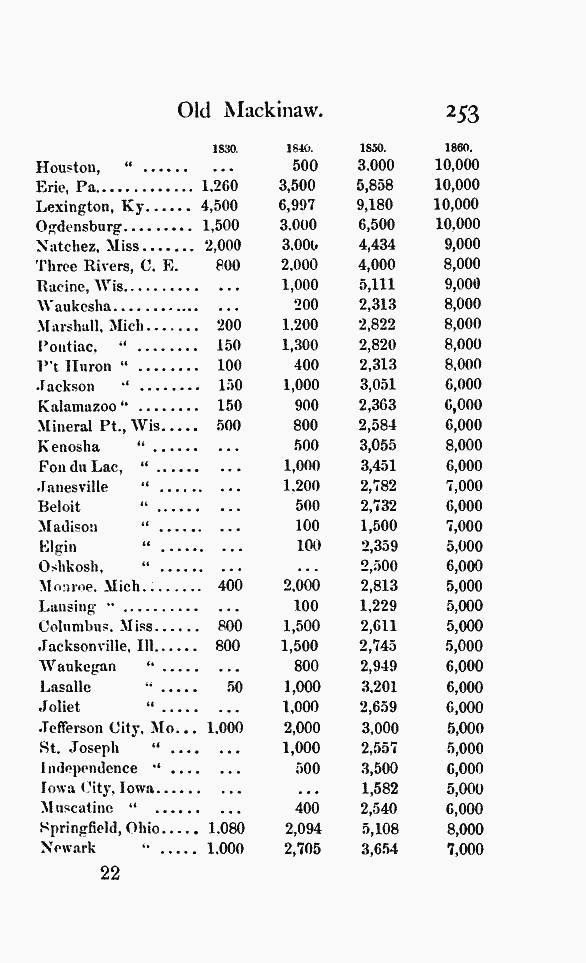 Old Mackinaw. 253
1830. 1840. 1850. 1860.
Houston, “ ...... ... 500 3.000 10,000
Erie, Pa............. 1.260 3,500 5,858 10,000
Lexington, Ky...... 4,500 6,997 9,180 10,000
Ogdensburg......... 1,500 3.000 6,500 10,000
Natchez, Miss....... 2,000 3.000 4,434 9,000
Three Rivers, C. E. 800 2.000 4,000 8,000
Racine, Wis.......... ... 1,000 5,111 9,000
Waukesha............ ... 200 2,313 8,000
Marshall, Mich....... 200 1.200 2,822 8,000
Pontiac, “ ........ 150 1,300 2,820 8,000
P't Huron “ ........ 100 400 2,313 8,000
Jackson “ ........ 150 1,000 3,051 6,000
Kalamazoo “ ........ 150 900 2,363 6,000
Mineral Pt., Wis..... 500 800 2,584 6,000
Kenosha “ ...... ... 500 3,055 8,000
Fon du Lac, “ ...... ... 1,000 3,451 6,000
Janesville “ ...... ... 1.200 2,782 7,000
Beloit “ ...... ... 500 2,732 6,000
Madison “ ...... ... 100 1,500 7,000
Elgin “ ...... ... 100 2,359 5,000
Oshkosh, “ ...... ... ... 2,500 6,000
Monroe, Mich......... 400 2,000 2,813 5,000
Lansing “ .......... ... 100 1,229 5,000
Columbus, Miss...... 800 1,500 2,611 5,000
Jacksonville, Ill...... 800 1,500 2,745 5,000
Waukegan “ ..... ... 800 2,949 6,000
Lasalle “ ..... 50 1,000 3,201 6,000
Joliet “ ..... ... 1,000 2,659 6,000
Jefferson City, Mo... 1,000 2,000 3,000 5,000
St. Joseph “ .... ... 1,000 2,557 5,000
Independence “ .... ... 500 3,500 6,000
Iowa City, Iowa...... ... ... 1,582 5,000
Muscatine “ ...... ... 400 2,540 6,000
Springfield, Ohio..... 1.080 2,094 5,108 8,000
Newark “ ..... 1.000 2,705 3,654 7,000
22